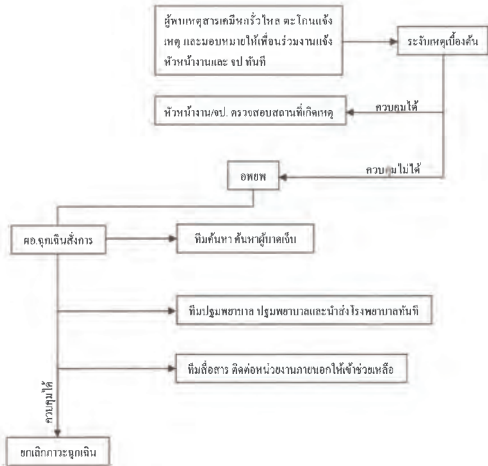 ผู้พบเหตุสารเคมีหกรั่วไหล ตะโกนแจ้ง
เหตุ และมอบหมายให้เพื่อนร่วมงานแจ้ง
หัวหน้างานและ จป ทันที
ระงับเหตุเบื้องต้น
ควบคุมได้
หัวหน้างาน/จป. ตรวจสอบสถานที่เกิดเหตุ
ควบคุมไม่ได้
อพยพ
ผอ.ฉุกเฉินสั่งการ
ทีมค้นหา ค้นหาผู้บาดเจ็บ
ทีมปฐมพยาบาล ปฐมพยาบาลและนำส่งโรงพยาบาลทันที
ทีมสื่อสาร ติดต่อหน่วยงานภายนอกให้เข้าช่วยเหลือ
ควบคุมได้
ยกเลิกภาวะฉุกเฉิน